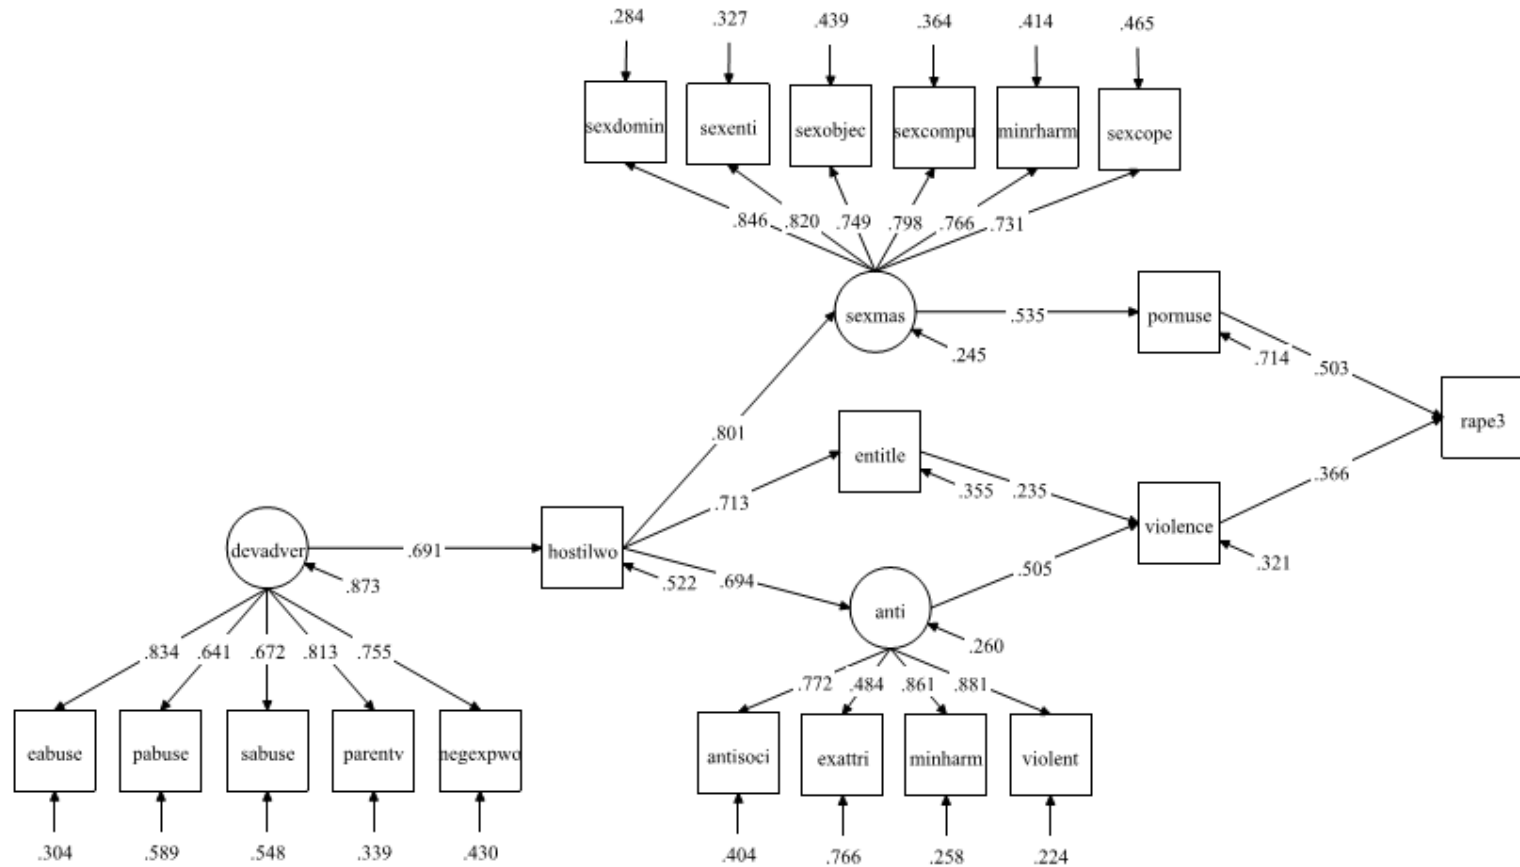 .284 .327 .439 .364 .414 .465
sexdomin sexenti sexobjec sexcompu minrharm sexcope
.846 .820 .749 .798 .766 .731
sexmas .535 pornuse
.245 .714 .503
.801 rape3
entitle
.713 .355 .235 .366
violence
devadver .691 hostilwo
.873 .522 .694 .505 .321
anti
.260
.834 .641 .672 .813 .755
.772 .484 .861 .881
eabuse pabuse sabuse parentv negexpwo
antisoci exattri minharm violent
.304 .589 .548 .339 .430 .404 .766 .258 .224